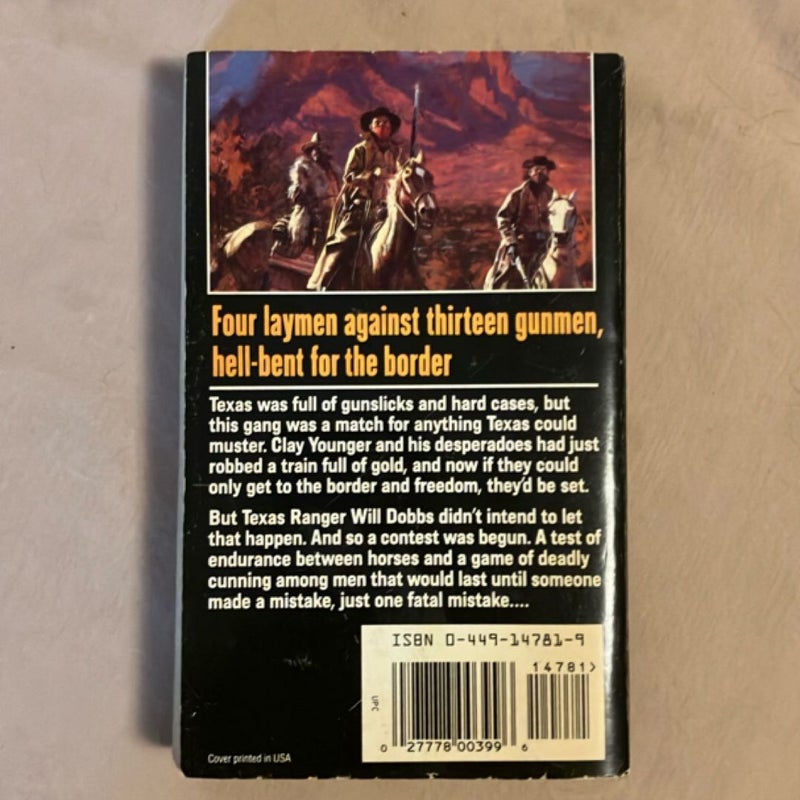 Four laymen against thirteen gunmen,
hell-bent for the border
Texas was full of gunslicks and hard cases, but
this gang was a match for anything Texas could
muster. Clay Younger and his desperadoes had just
robbed a train full of gold, and now if they could
only get to the border and freedom, they'd be set.
But Texas Ranger Will Dobbs didn't intend to let
that happen. And so a contest was begun. A test of
endurance between horses and a game of deadly
cunning among men that would last until someone
made a mistake, just one fatal mistake....
ISBN 0-449-14781-9
14781>
UPC
0 27778 00399 6
Cover printed in USA